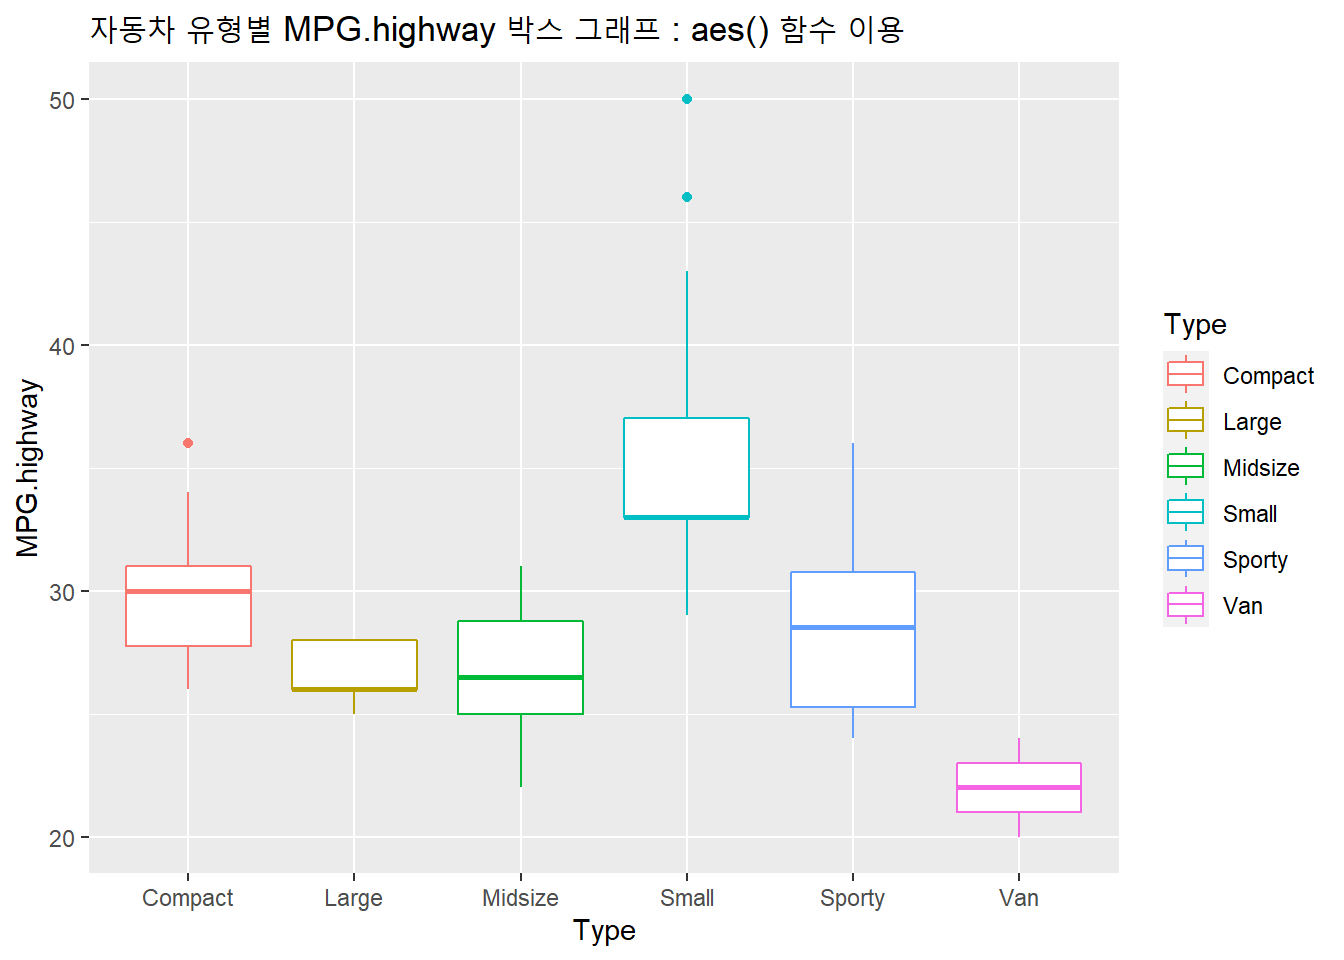 자동차 유형별 MPG.highway 박스 그래프 : aes() 함수 이용
50
40
30
20
MPG.highway
Compact Large Midsize Small Sporty Van
Type
Type
Compact
Large
Midsize
Small
Sporty
Van